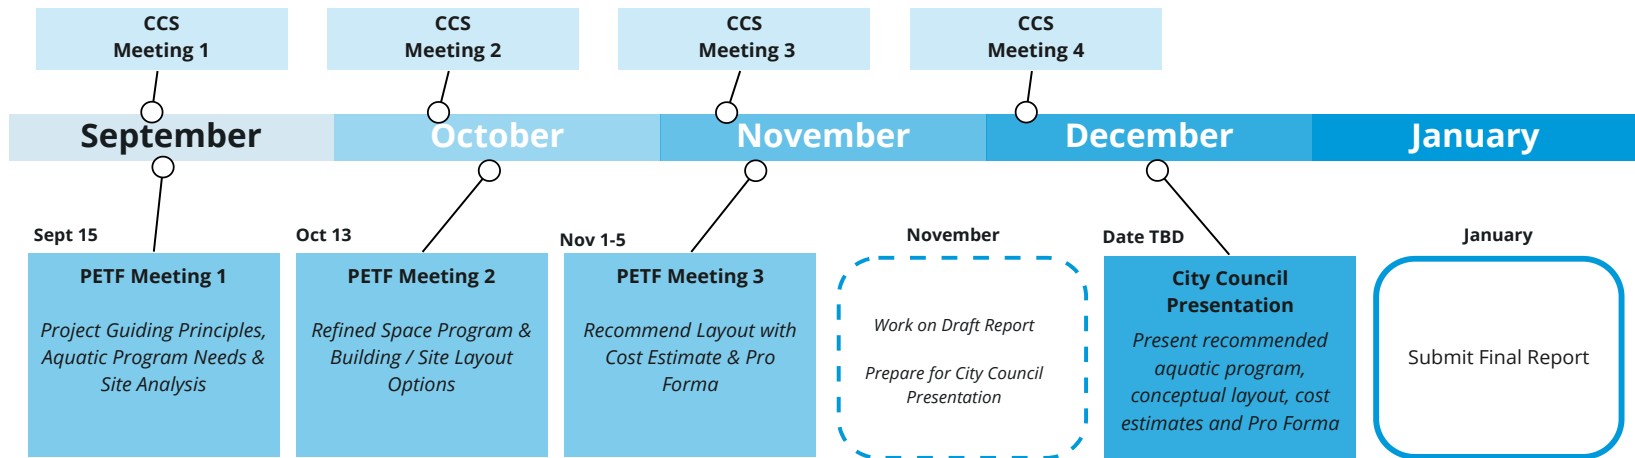 CCS
Meeting 1
CCS
Meeting 2
CCS
Meeting 3
CCS
Meeting 4
September
October
November
December
January
Sept 15
PETF Meeting 1
Project Guiding Principles,
Aquatic Program Needs &
Site Analysis
Oct 13
PETF Meeting 2
Refined Space Program &
Building / Site Layout
Options
Nov 1-5
PETF Meeting 3
Recommend Layout with
Cost Estimate & Pro
Forma
November
Work on Draft Report
Prepare for City Council
Presentation
Date TBD
City Council
Presentation
Present recommended
aquatic program,
conceptual layout, cost
estimates and Pro Forma
January
Submit Final Report